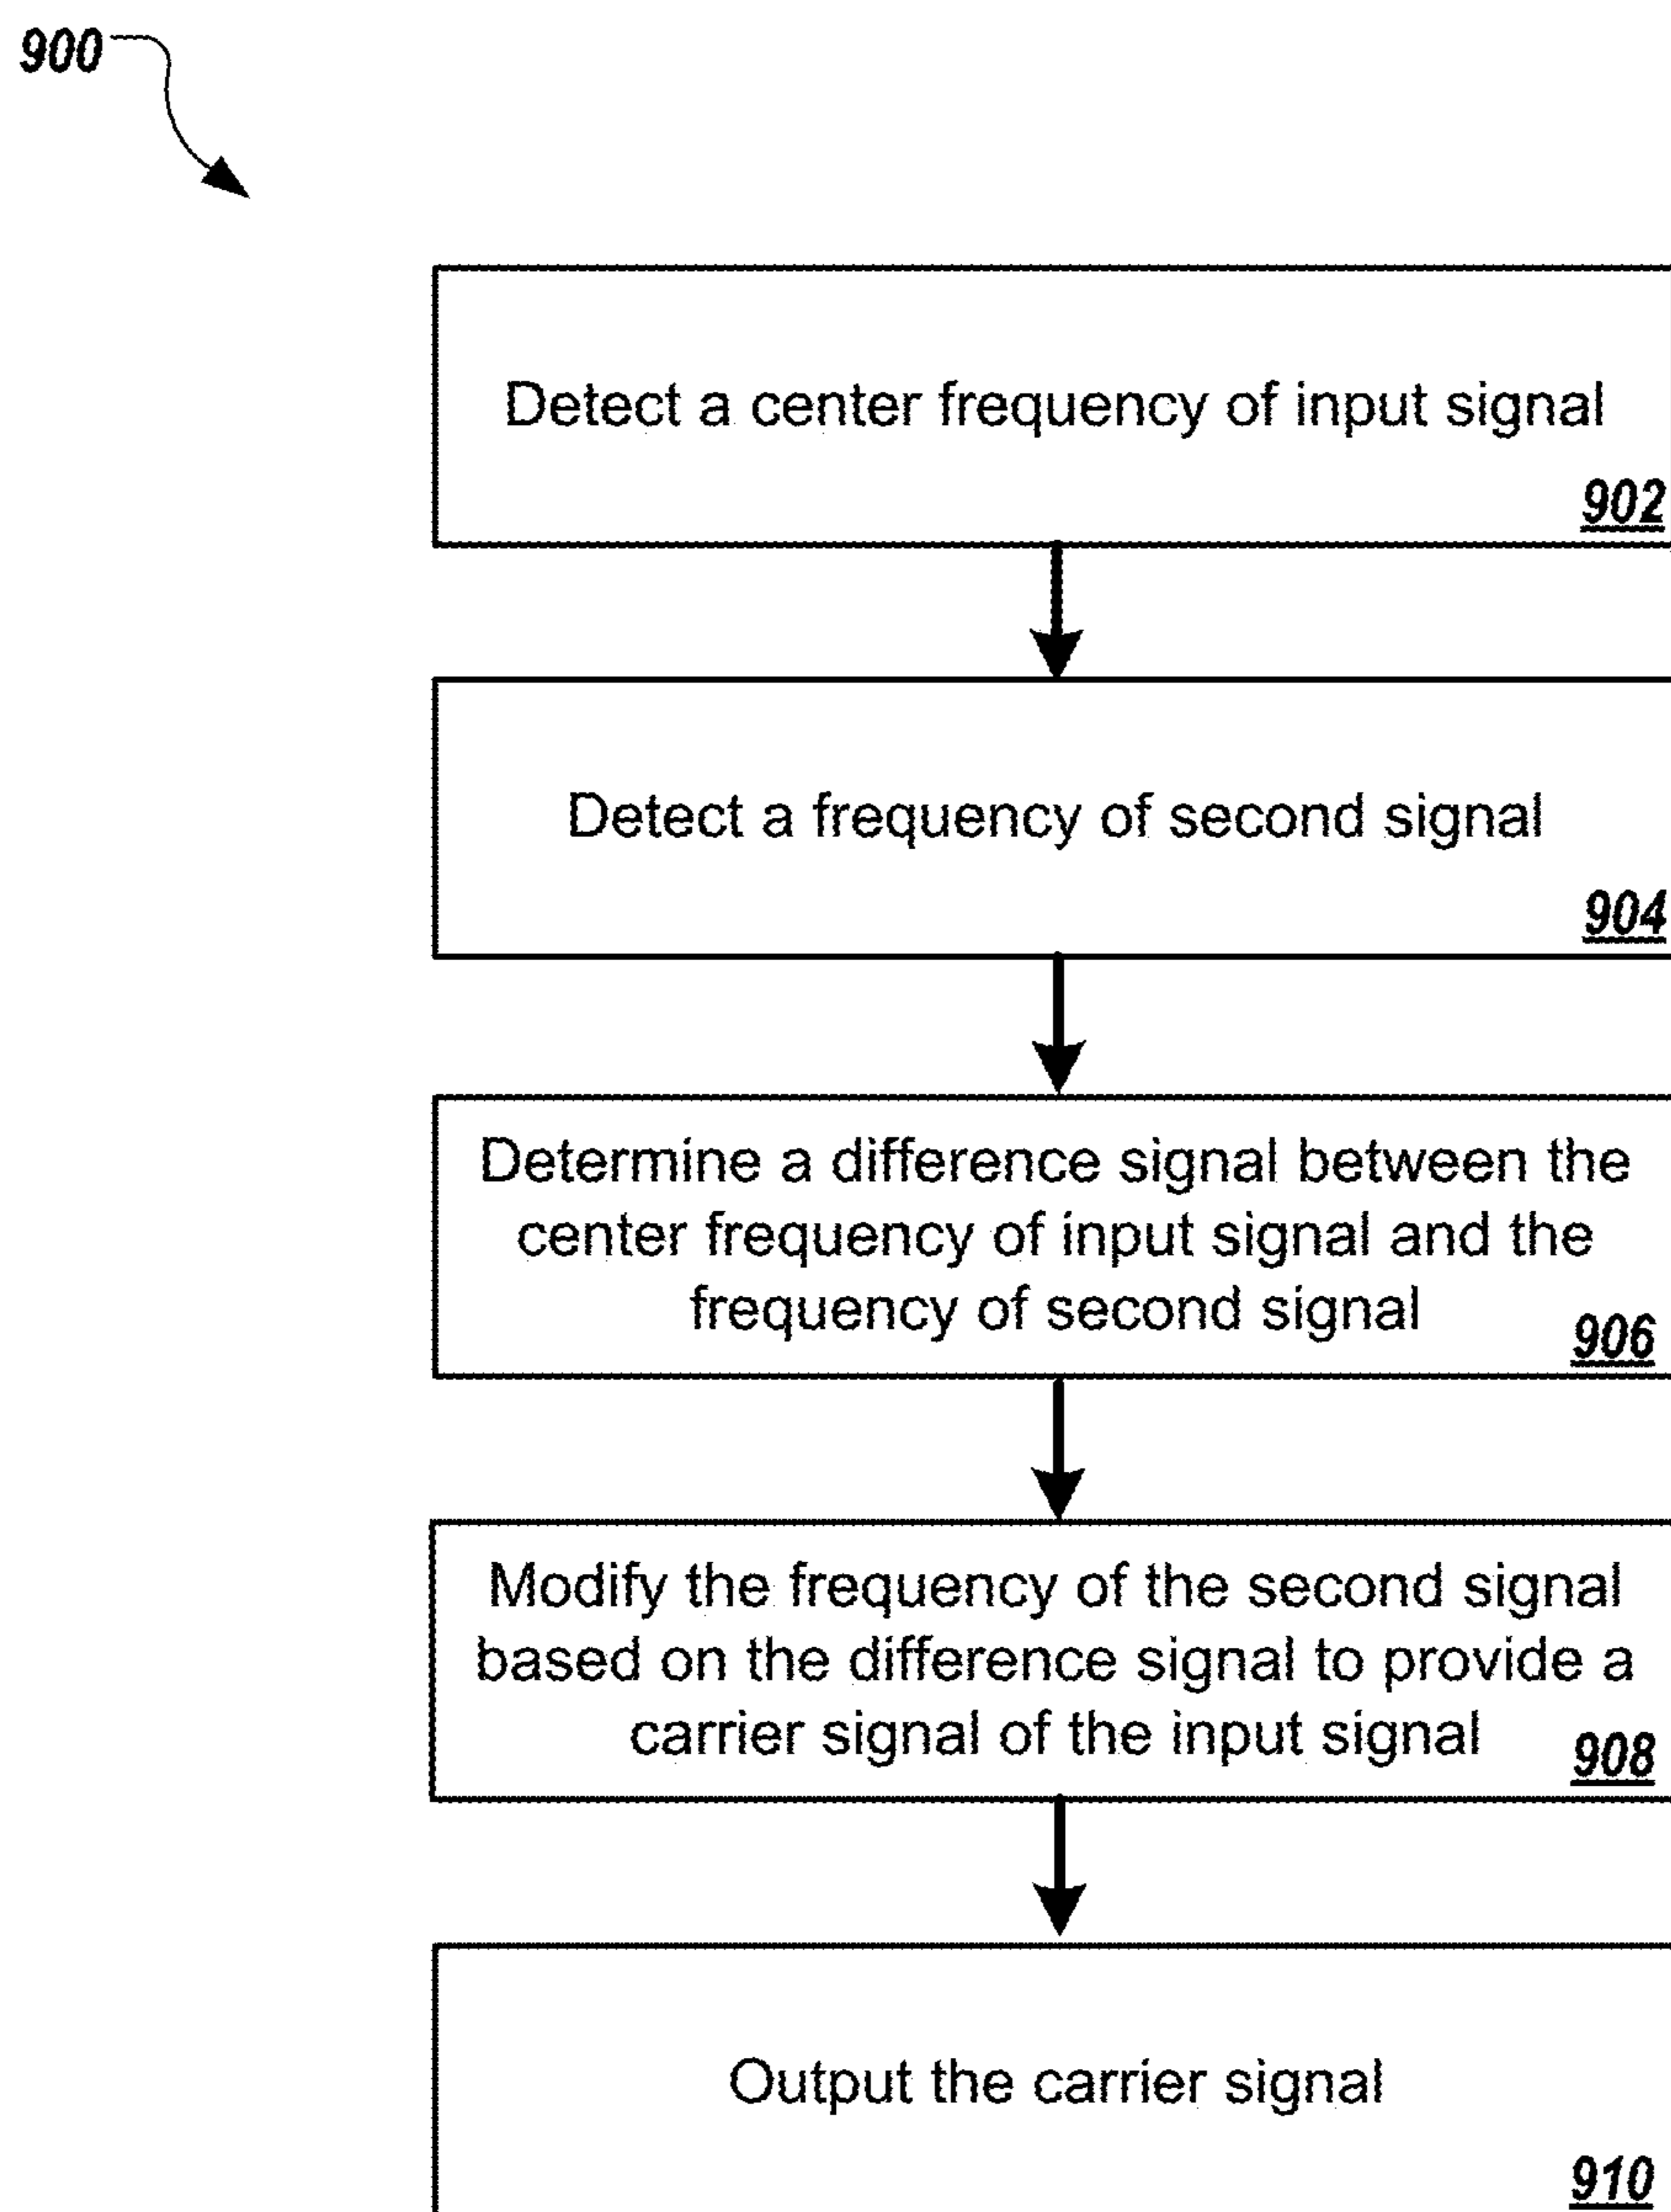 900
Detect a center frequency of input signal
902
Detect a frequency of second signal
904
Determine a difference signal between the
center frequency of input signal and the
frequency of second signal
906
Modify the frequency of the second signal
based on the difference signal to provide a
carrier signal of the input signal
908
Output the carrier signal
910